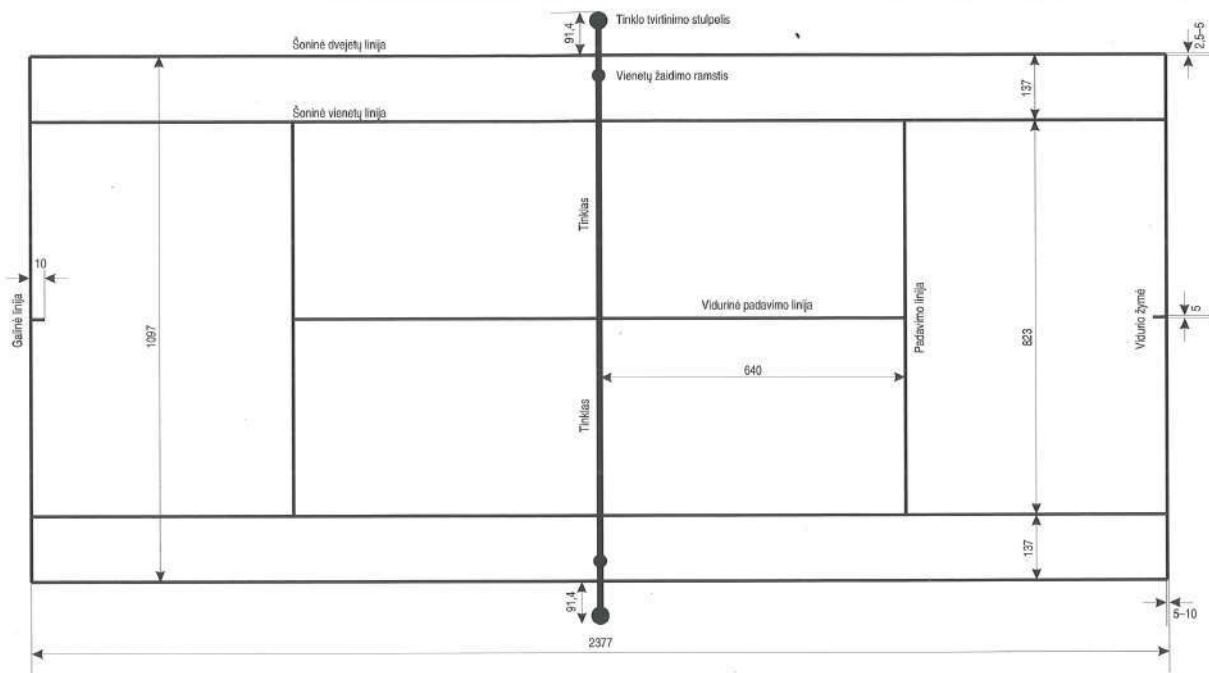 Tinklo tvirtinimo stulpelis
91,4
Šoninė dvejetų linija
2,5–5
Vienetų žaidimo ramstis
137
Šoninė vienetų linija
Tinklas
10
Galinė linija
1097
Vidurinė padavimo linija
Padavimo linija
823
Vidurio žymė
5
640
Tinklas
137
91,4
5–10
2377